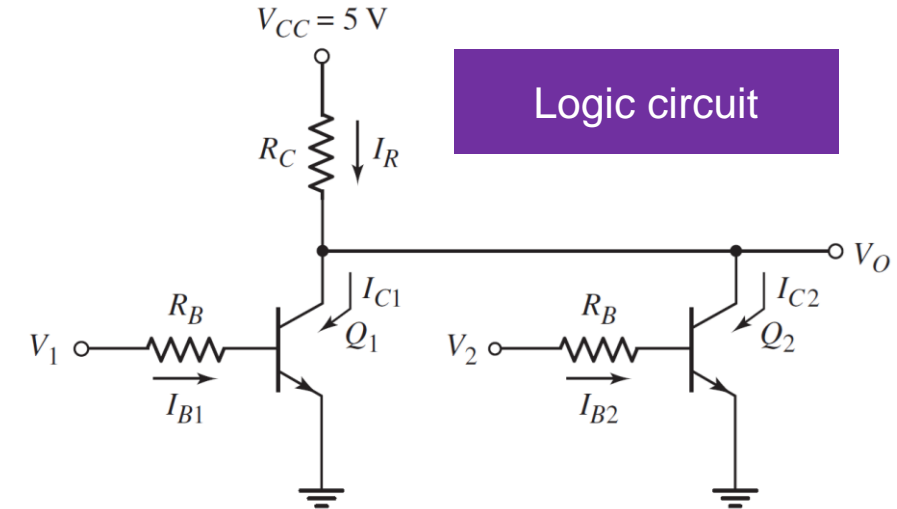 V_CC = 5 V
Logic circuit
R_C
I_R
V_O
I_C1
I_C2
R_B
R_B
Q_1
Q_2
V_1
V_2
I_B1
I_B2